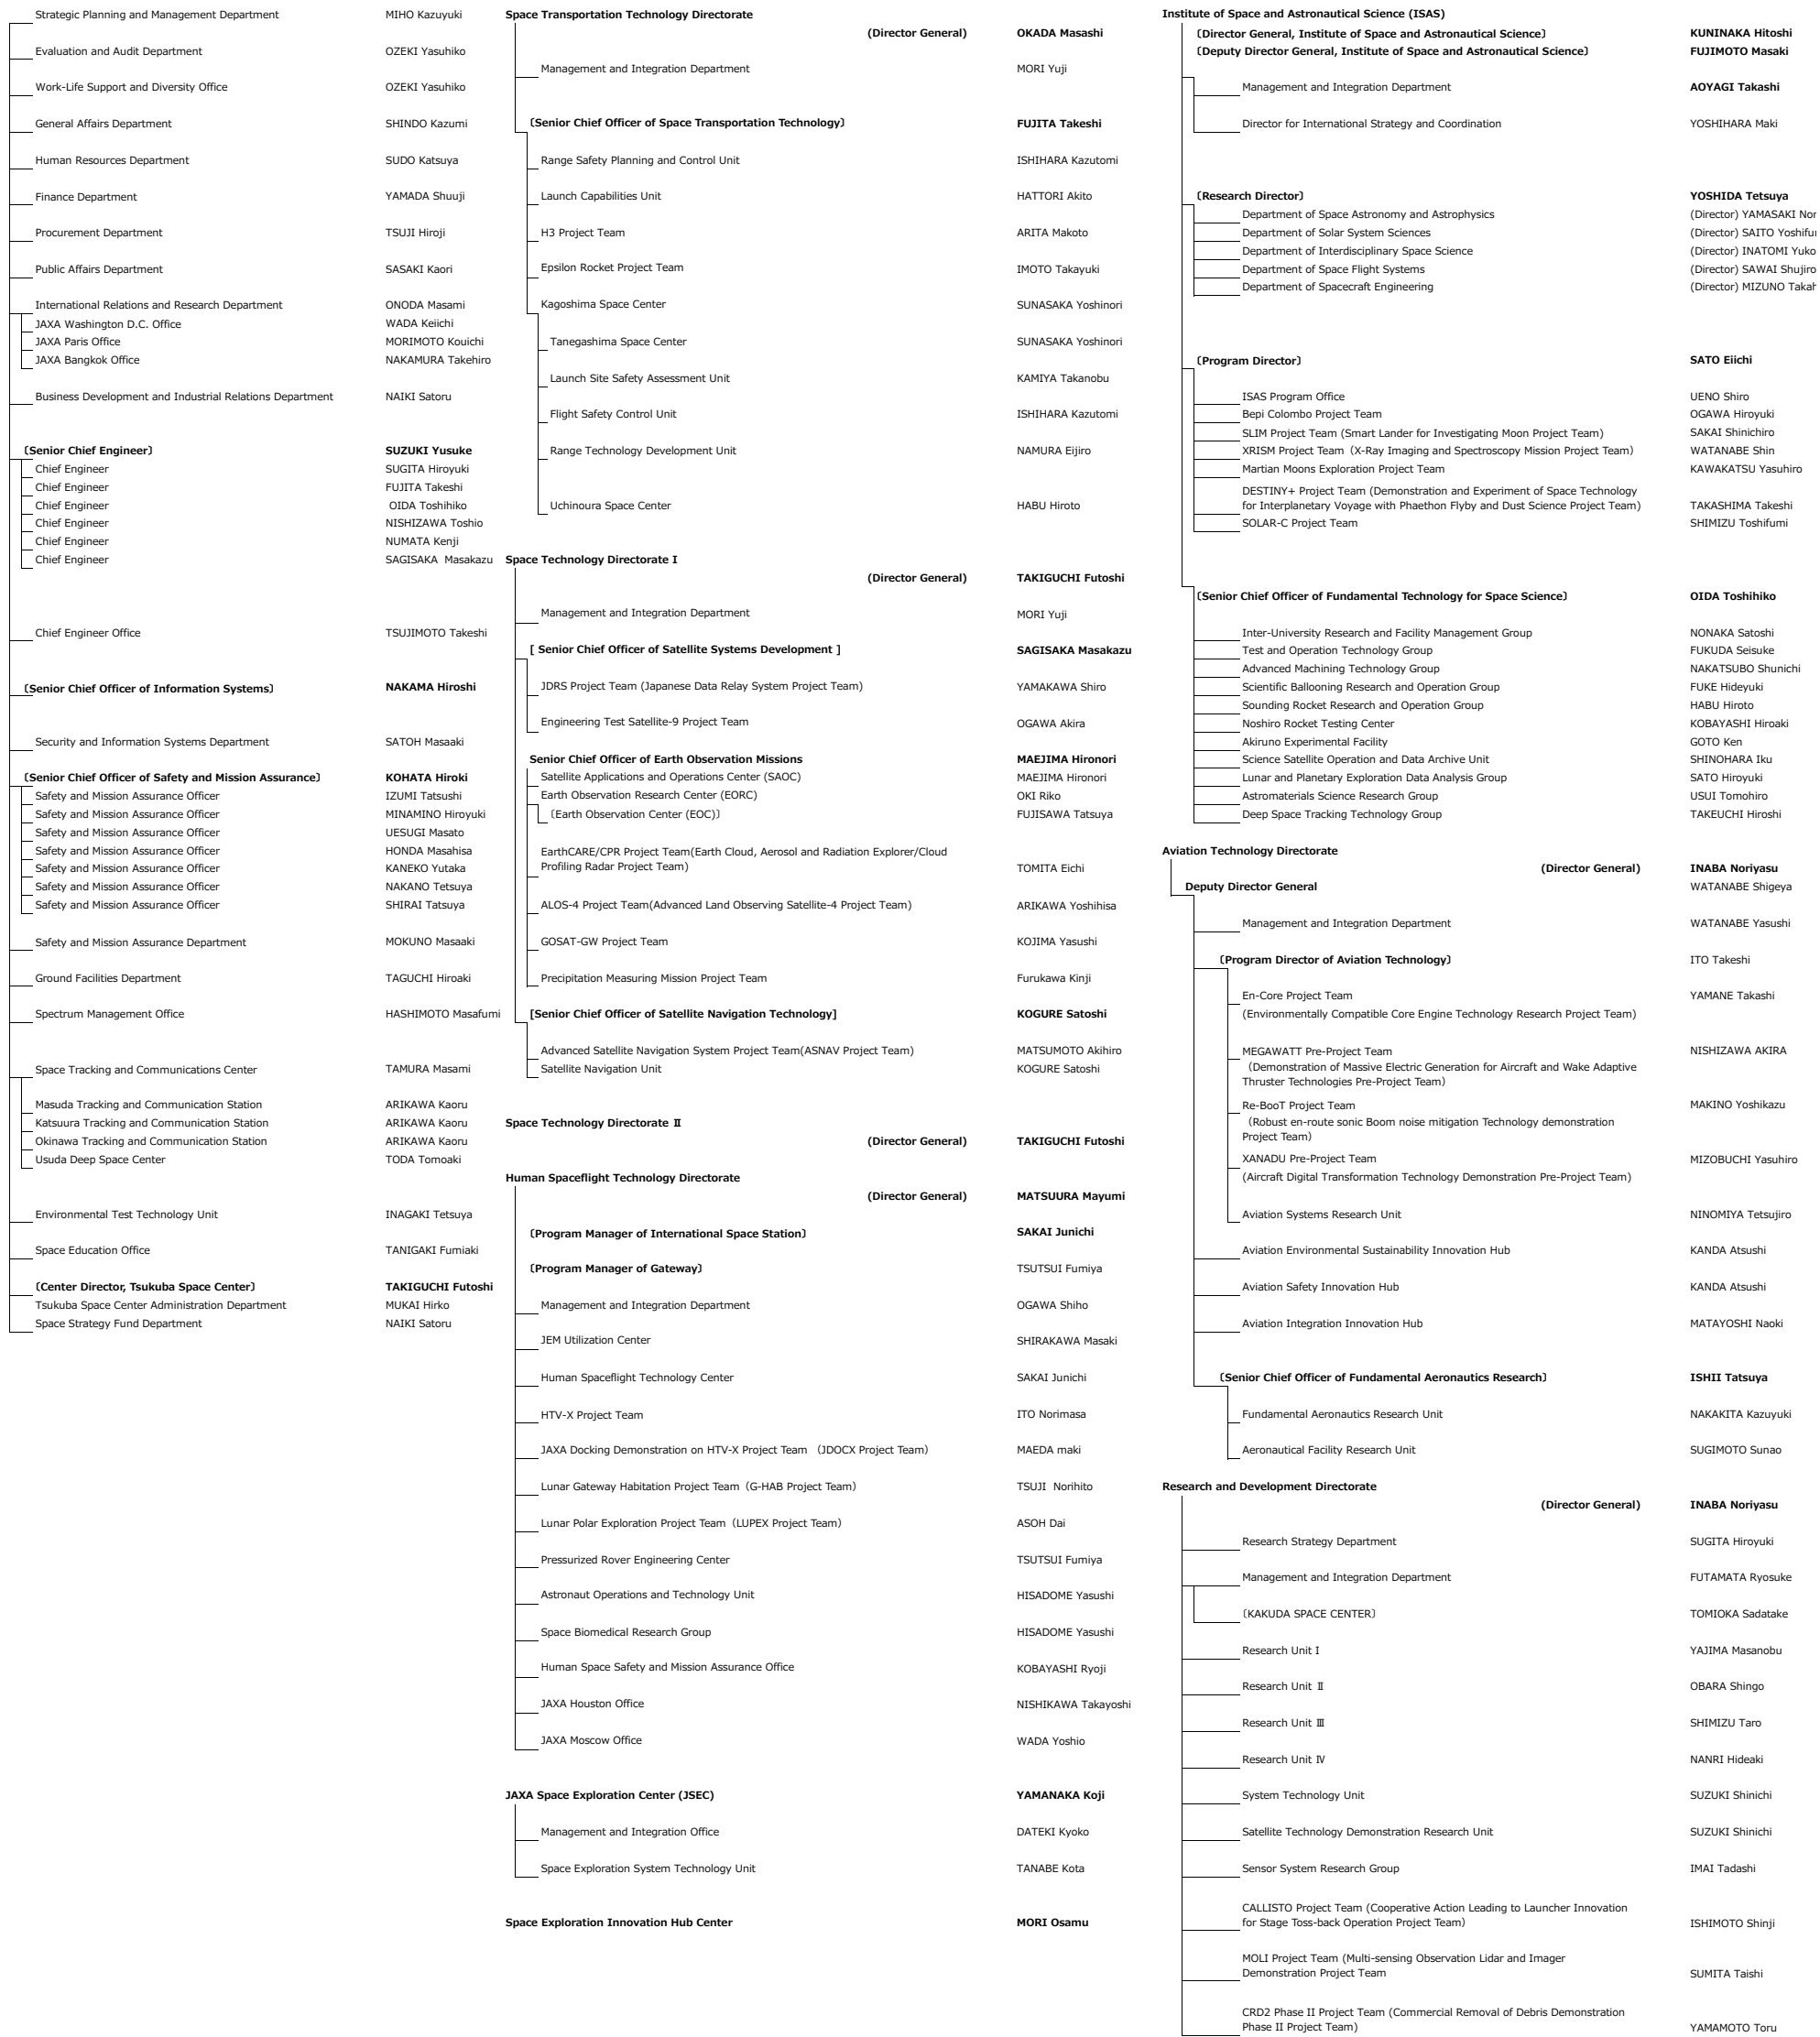 Strategic Planning and Management Department MIHO Kazuyuki
Evaluation and Audit Department OZEKI Yasuhiko
Work-Life Support and Diversity Office OZEKI Yasuhiko
General Affairs Department SHINDO Kazumi
Human Resources Department SUDO Katsuya
Finance Department YAMADA Shuuji
Procurement Department TSUJI Hiroji
Public Affairs Department SASAKI Kaori
International Relations and Research Department ONODA Masami
JAXA Washington D.C. Office WADA Keiichi
JAXA Paris Office MORIMOTO Kouichi
JAXA Bangkok Office NAKAMURA Takehiro
Business Development and Industrial Relations Department NAIKI Satoru
〔Senior Chief Engineer〕 SUZUKI Yusuke
Chief Engineer SUGITA Hiroyuki
Chief Engineer FUJITA Takeshi
Chief Engineer OIDA Toshihiko
Chief Engineer NISHIZAWA Toshio
Chief Engineer NUMATA Kenji
Chief Engineer SAGISAKA Masakazu
Chief Engineer Office TSUJIMOTO Takeshi
〔Senior Chief Officer of Information Systems〕 NAKAMA Hiroshi
Security and Information Systems Department SATOH Masaaki
〔Senior Chief Officer of Safety and Mission Assurance〕 KOHATA Hiroki
Safety and Mission Assurance Officer IZUMI Tatsushi
Safety and Mission Assurance Officer MINAMINO Hiroyuki
Safety and Mission Assurance Officer UESUGI Masato
Safety and Mission Assurance Officer HONDA Masahisa
Safety and Mission Assurance Officer KANEKO Yutaka
Safety and Mission Assurance Officer NAKANO Tetsuya
Safety and Mission Assurance Officer SHIRAI Tatsuya
Safety and Mission Assurance Department MOKUNO Masaaki
Ground Facilities Department TAGUCHI Hiroaki
Spectrum Management Office HASHIMOTO Masafumi
Space Tracking and Communications Center TAMURA Masami
Masuda Tracking and Communication Station ARIKAWA Kaoru
Katsuura Tracking and Communication Station ARIKAWA Kaoru
Okinawa Tracking and Communication Station ARIKAWA Kaoru
Usuda Deep Space Center TODA Tomoaki
Environmental Test Technology Unit INAGAKI Tetsuya
Space Education Office TANIGAKI Fumiaki
〔Center Director, Tsukuba Space Center〕 TAKIGUCHI Futoshi
Tsukuba Space Center Administration Department MUKAI Hirko
Space Strategy Fund Department NAIKI Satoru
Space Transportation Technology Directorate
(Director General) OKADA Masashi
Management and Integration Department MORI Yuji
〔Senior Chief Officer of Space Transportation Technology〕 FUJITA Takeshi
Range Safety Planning and Control Unit ISHIHARA Kazutomi
Launch Capabilities Unit HATTORI Akito
H3 Project Team ARITA Makoto
Epsilon Rocket Project Team IMOTO Takayuki
Kagoshima Space Center SUNASAKA Yoshinori
Tanegashima Space Center SUNASAKA Yoshinori
Launch Site Safety Assessment Unit KAMIYA Takanobu
Flight Safety Control Unit ISHIHARA Kazutomi
Range Technology Development Unit NAMURA Eijiro
Uchinoura Space Center HABU Hiroto
Space Technology Directorate I
(Director General) TAKIGUCHI Futoshi
Management and Integration Department MORI Yuji
[ Senior Chief Officer of Satellite Systems Development ] SAGISAKA Masakazu
JDRS Project Team (Japanese Data Relay System Project Team) YAMAKAWA Shiro
Engineering Test Satellite-9 Project Team OGAWA Akira
Senior Chief Officer of Earth Observation Missions MAEJIMA Hironori
Satellite Applications and Operations Center (SAOC) MAEJIMA Hironori
Earth Observation Research Center (EORC) OKI Riko
〔Earth Observation Center (EOC)〕 FUJISAWA Tatsuya
EarthCARE/CPR Project Team(Earth Cloud, Aerosol and Radiation Explorer/Cloud
Profiling Radar Project Team) TOMITA Eichi
ALOS-4 Project Team(Advanced Land Observing Satellite-4 Project Team) ARIKAWA Yoshihisa
GOSAT-GW Project Team KOJIMA Yasushi
Precipitation Measuring Mission Project Team Furukawa Kinji
[Senior Chief Officer of Satellite Navigation Technology] KOGURE Satoshi
Advanced Satellite Navigation System Project Team(ASNAV Project Team) MATSUMOTO Akihiro
Satellite Navigation Unit KOGURE Satoshi
Space Technology Directorate Ⅱ
(Director General) TAKIGUCHI Futoshi
Human Spaceflight Technology Directorate
(Director General) MATSUURA Mayumi
〔Program Manager of International Space Station〕 SAKAI Junichi
〔Program Manager of Gateway〕 TSUTSUI Fumiya
Management and Integration Department OGAWA Shiho
JEM Utilization Center SHIRAKAWA Masaki
Human Spaceflight Technology Center SAKAI Junichi
HTV-X Project Team ITO Norimasa
JAXA Docking Demonstration on HTV-X Project Team （JDOCX Project Team） MAEDA maki
Lunar Gateway Habitation Project Team（G-HAB Project Team） TSUJI Norihito
Lunar Polar Exploration Project Team（LUPEX Project Team） ASOH Dai
Pressurized Rover Engineering Center TSUTSUI Fumiya
Astronaut Operations and Technology Unit HISADOME Yasushi
Space Biomedical Research Group HISADOME Yasushi
Human Space Safety and Mission Assurance Office KOBAYASHI Ryoji
JAXA Houston Office NISHIKAWA Takayoshi
JAXA Moscow Office WADA Yoshio
JAXA Space Exploration Center (JSEC) YAMANAKA Koji
Management and Integration Office DATEKI Kyoko
Space Exploration System Technology Unit TANABE Kota
Space Exploration Innovation Hub Center MORI Osamu
Institute of Space and Astronautical Science (ISAS)
〔Director General, Institute of Space and Astronautical Science〕 KUNINAKA Hitoshi
〔Deputy Director General, Institute of Space and Astronautical Science〕 FUJIMOTO Masaki
Management and Integration Department AOYAGI Takashi
Director for International Strategy and Coordination YOSHIHARA Maki
〔Research Director〕 YOSHIDA Tetsuya
Department of Space Astronomy and Astrophysics (Director) YAMASAKI Nor
Department of Solar System Sciences (Director) SAITO Yoshifu
Department of Interdisciplinary Space Science (Director) INATOMI Yuko
Department of Space Flight Systems (Director) SAWAI Shujiro
Department of Spacecraft Engineering (Director) MIZUNO Takah
〔Program Director〕 SATO Eiichi
ISAS Program Office UENO Shiro
Bepi Colombo Project Team OGAWA Hiroyuki
SLIM Project Team (Smart Lander for Investigating Moon Project Team) SAKAI Shinichiro
XRISM Project Team（X-Ray Imaging and Spectroscopy Mission Project Team） WATANABE Shin
Martian Moons Exploration Project Team KAWAKATSU Yasuhiro
DESTINY+ Project Team (Demonstration and Experiment of Space Technology
for Interplanetary Voyage with Phaethon Flyby and Dust Science Project Team) TAKASHIMA Takeshi
SOLAR-C Project Team SHIMIZU Toshifumi
〔Senior Chief Officer of Fundamental Technology for Space Science〕 OIDA Toshihiko
Inter-University Research and Facility Management Group NONAKA Satoshi
Test and Operation Technology Group FUKUDA Seisuke
Advanced Machining Technology Group NAKATSUBO Shunichi
Scientific Ballooning Research and Operation Group FUKE Hideyuki
Sounding Rocket Research and Operation Group HABU Hiroto
Noshiro Rocket Testing Center KOBAYASHI Hiroaki
Akiruno Experimental Facility GOTO Ken
Science Satellite Operation and Data Archive Unit SHINOHARA Iku
Lunar and Planetary Exploration Data Analysis Group SATO Hiroyuki
Astromaterials Science Research Group USUI Tomohiro
Deep Space Tracking Technology Group TAKEUCHI Hiroshi
Aviation Technology Directorate
(Director General) INABA Noriyasu
Deputy Director General WATANABE Shigeya
Management and Integration Department WATANABE Yasushi
〔Program Director of Aviation Technology〕 ITO Takeshi
En-Core Project Team YAMANE Takashi
(Environmentally Compatible Core Engine Technology Research Project Team)
MEGAWATT Pre-Project Team NISHIZAWA AKIRA
（Demonstration of Massive Electric Generation for Aircraft and Wake Adaptive
Thruster Technologies Pre-Project Team）
Re-BooT Project Team MAKINO Yoshikazu
（Robust en-route sonic Boom noise mitigation Technology demonstration
Project Team）
XANADU Pre-Project Team MIZOBUCHI Yasuhiro
(Aircraft Digital Transformation Technology Demonstration Pre-Project Team)
Aviation Systems Research Unit NINOMIYA Tetsujiro
Aviation Environmental Sustainability Innovation Hub KANDA Atsushi
Aviation Safety Innovation Hub KANDA Atsushi
Aviation Integration Innovation Hub MATAYOSHI Naoki
〔Senior Chief Officer of Fundamental Aeronautics Research〕 ISHII Tatsuya
Fundamental Aeronautics Research Unit NAKAKITA Kazuyuki
Aeronautical Facility Research Unit SUGIMOTO Sunao
Research and Development Directorate
(Director General) INABA Noriyasu
Research Strategy Department SUGITA Hiroyuki
Management and Integration Department FUTAMATA Ryosuke
〔KAKUDA SPACE CENTER〕 TOMIOKA Sadatake
Research Unit Ⅰ YAJIMA Masanobu
Research Unit Ⅱ OBARA Shingo
Research Unit Ⅲ SHIMIZU Taro
Research Unit Ⅳ NANRI Hideaki
System Technology Unit SUZUKI Shinichi
Satellite Technology Demonstration Research Unit SUZUKI Shinichi
Sensor System Research Group IMAI Tadashi
CALLISTO Project Team (Cooperative Action Leading to Launcher Innovation
for Stage Toss-back Operation Project Team） ISHIMOTO Shinji
MOLI Project Team (Multi-sensing Observation Lidar and Imager
Demonstration Project Team SUMITA Taishi
CRD2 Phase II Project Team (Commercial Removal of Debris Demonstration
Phase II Project Team) YAMAMOTO Toru